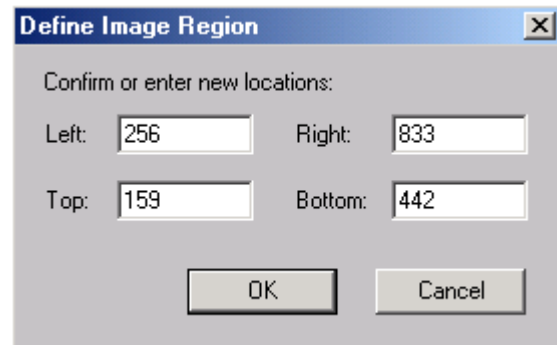 Define Image Region
Confirm or enter new locations:
Left: 256 Right: 833
Top: 159 Bottom: 442
OK Cancel